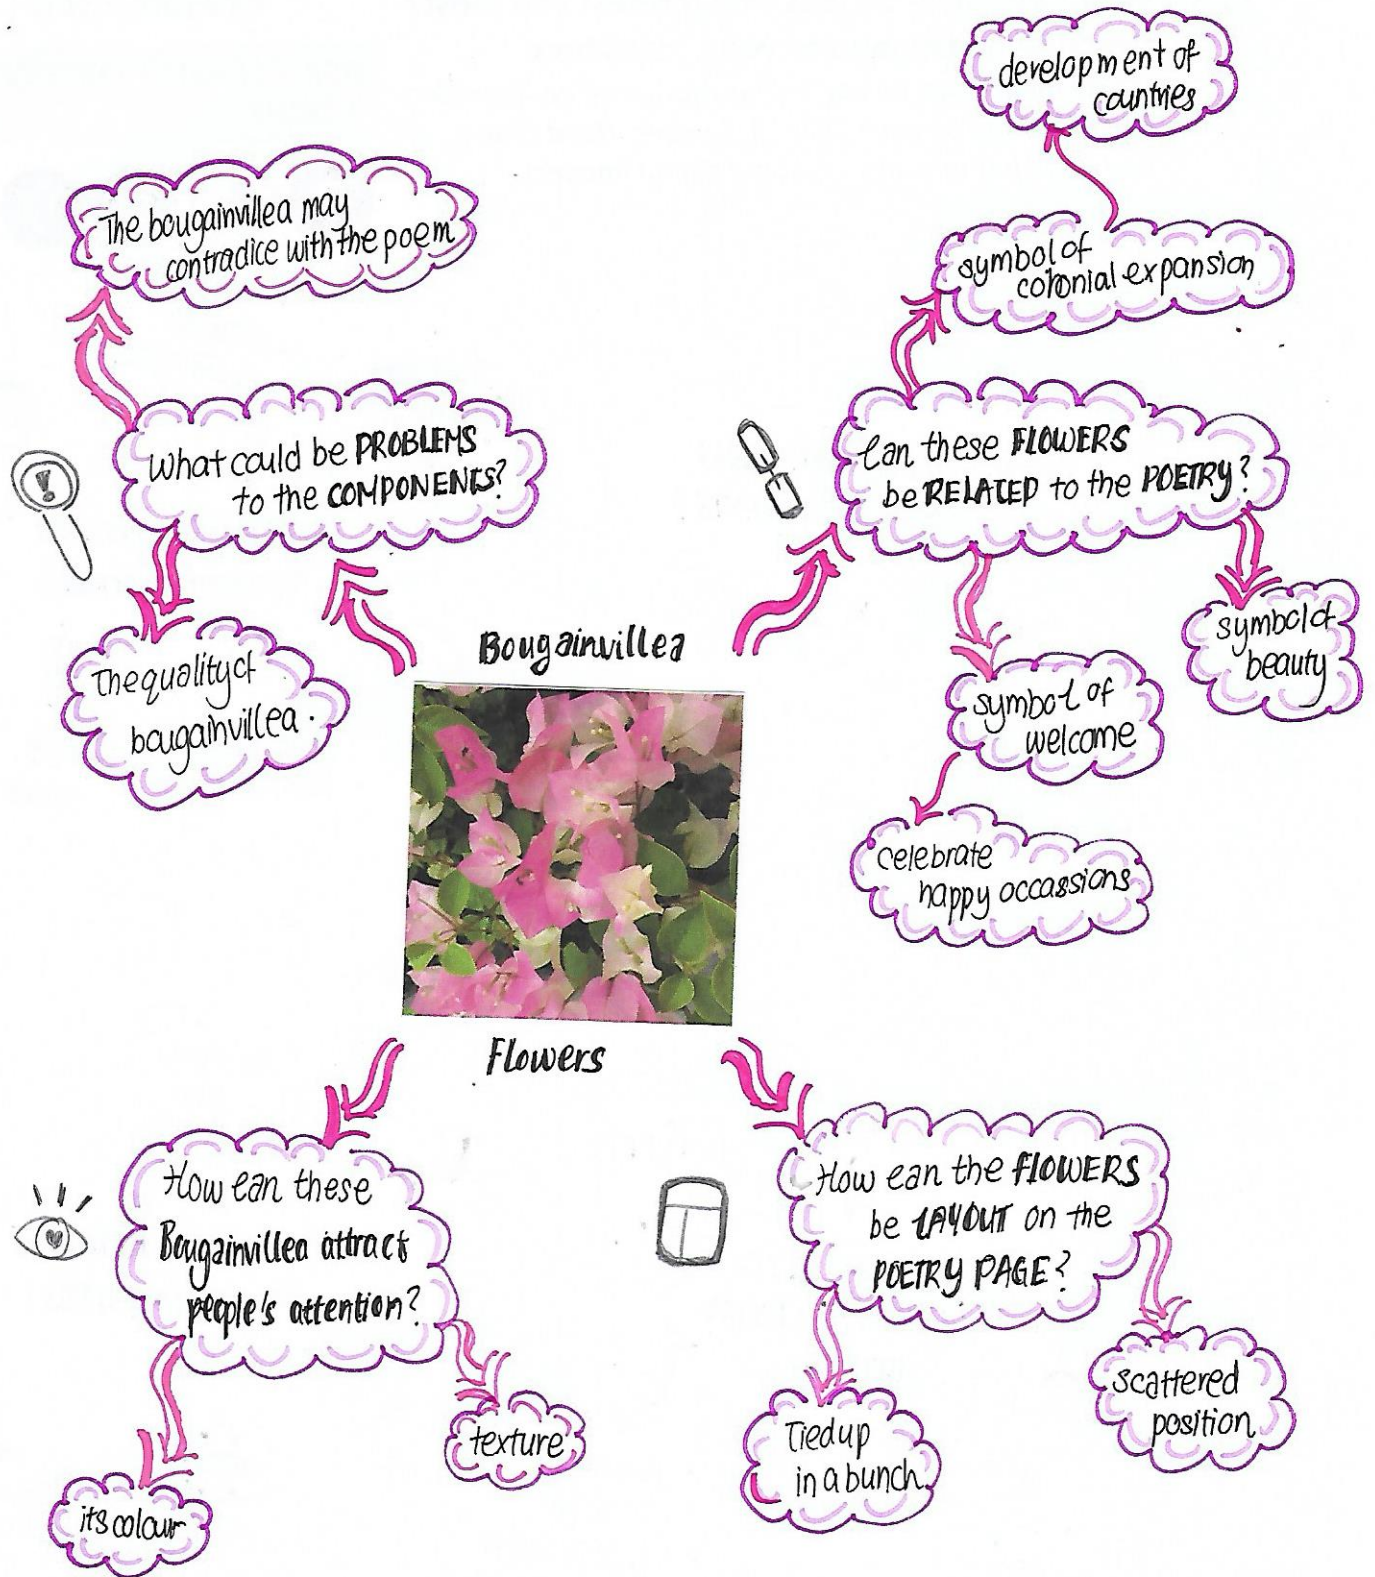 development of
countries
The bougainvillea may
contradice with the poem
symbol of
colonial expansion
What could be PROBLEMS
to the COMPONENTS?
Can these FLOWERS
be RELATED to the POETRY?
The quality of
bougainvillea.
Bougainvillea
symbol of
welcome
symbol of
beauty
celebrate
happy occassions
Flowers
How can these
Bougainvillea attract
people's attention?
How can the FLOWERS
be LAYOUT on the
POETRY PAGE?
its colour
texture
Tied up
in a bunch
scattered
position